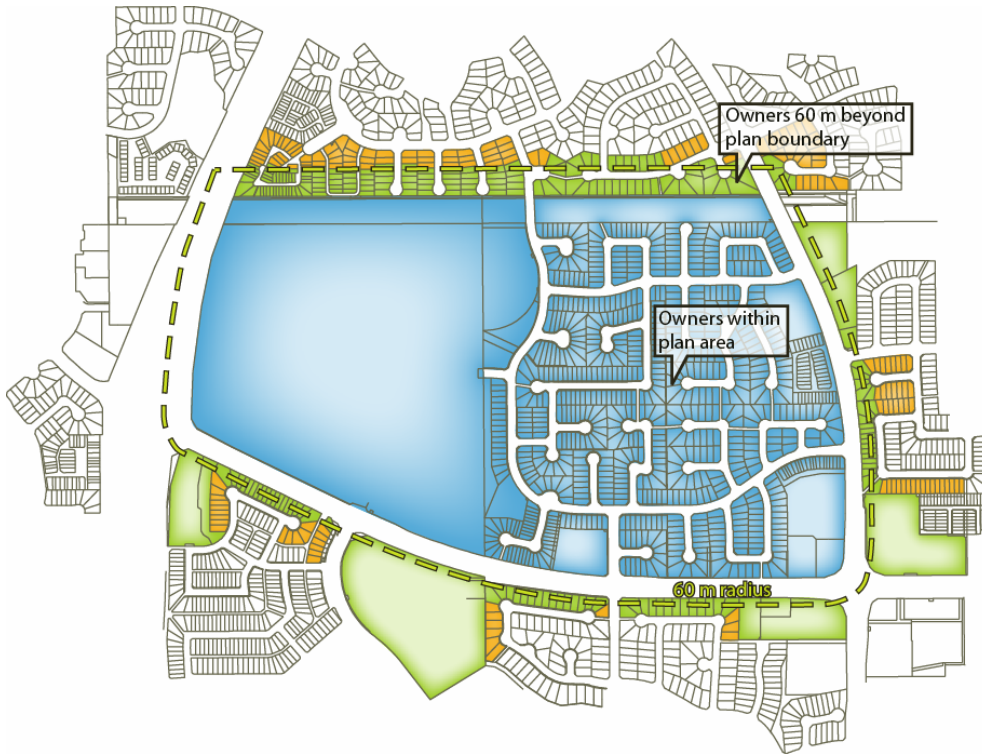 Owners 60 m beyond
plan boundary
Owners within
plan area
60 m radius